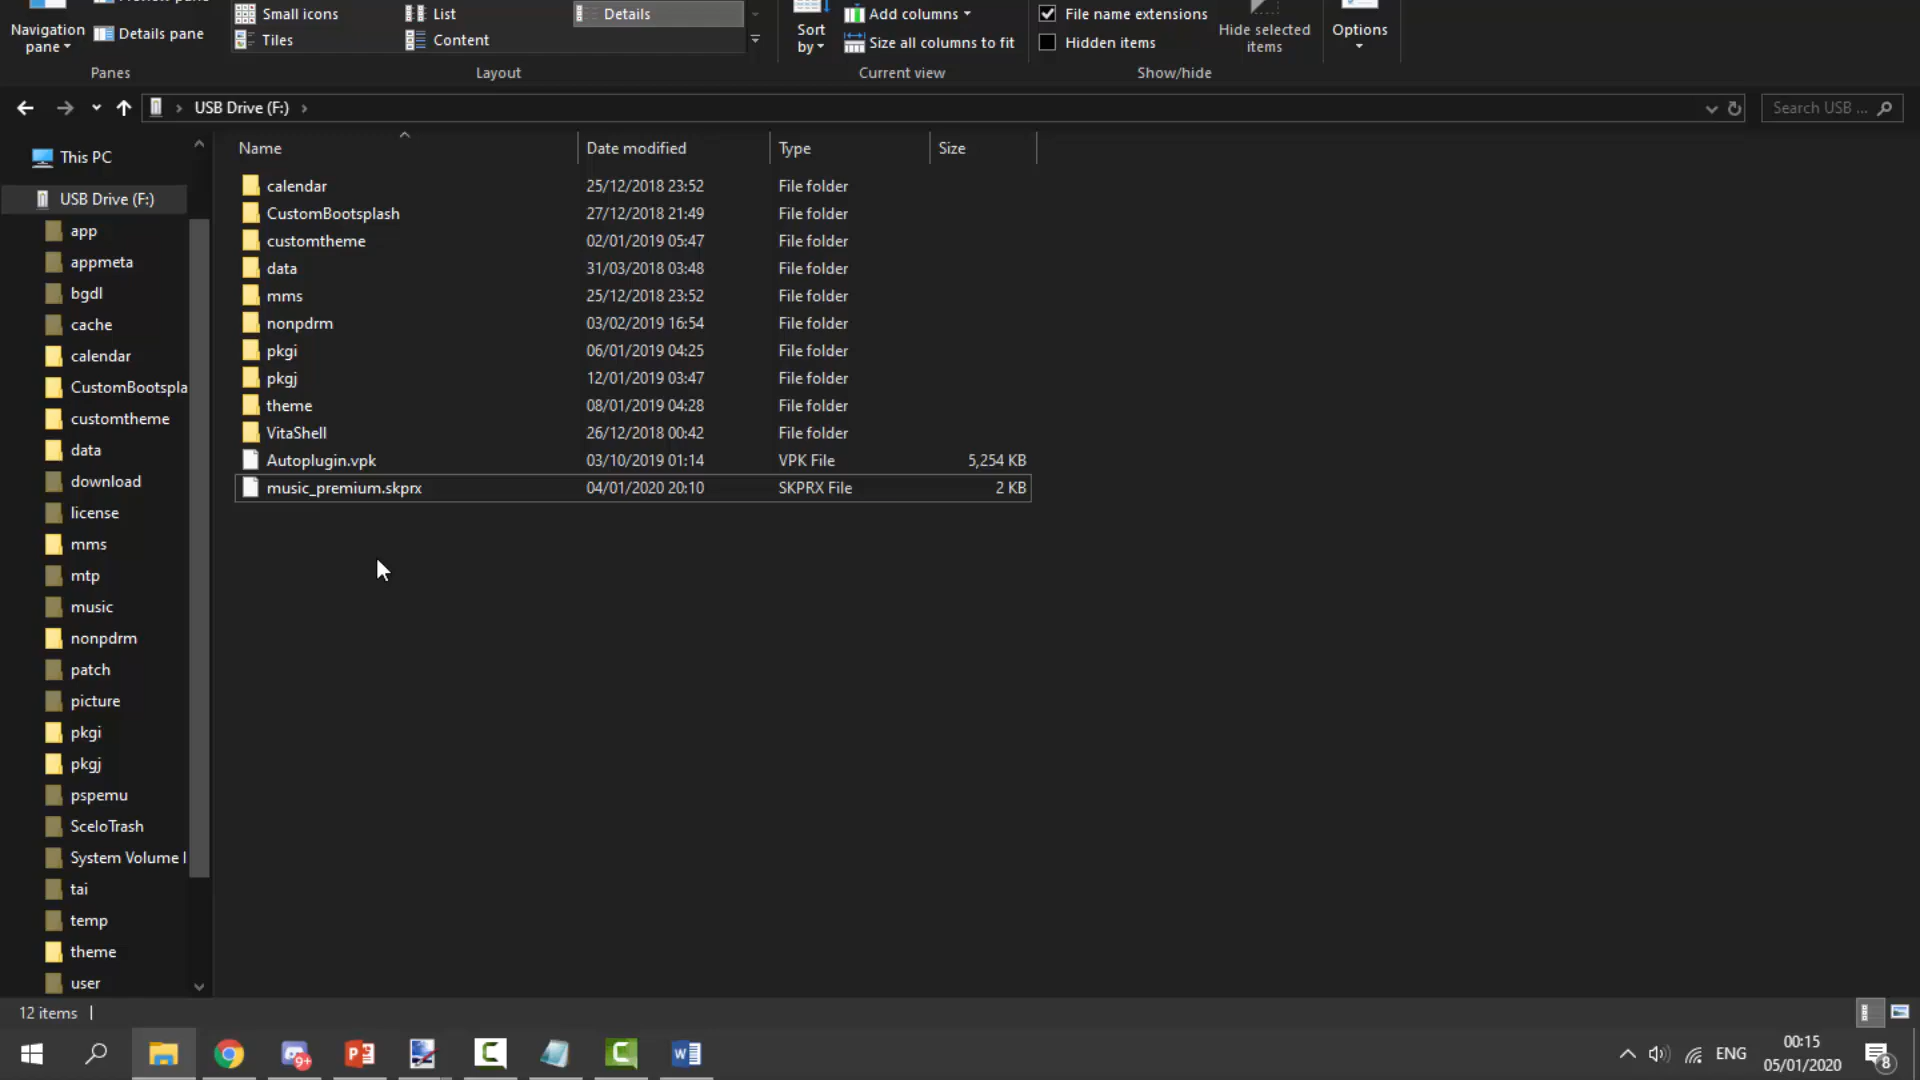 Navigation pane
Details pane
Panes
Small icons
List
Details
Tiles
Content
Layout
Sort by
Add columns
Size all columns to fit
Current view
File name extensions
Hidden items
Hide selected items
Show/hide
Options
USB Drive (F:)
Search USB ...
This PC
USB Drive (F:)
app
appmeta
bgdl
cache
calendar
CustomBootspla
customtheme
data
download
license
mms
mtp
music
nonpdrm
patch
picture
pkgi
pkgj
pspemu
SceloTrash
System Volume I
tai
temp
theme
user
Name Date modified Type Size
calendar 25/12/2018 23:52 File folder
CustomBootsplash 27/12/2018 21:49 File folder
customtheme 02/01/2019 05:47 File folder
data 31/03/2018 03:48 File folder
mms 25/12/2018 23:52 File folder
nonpdrm 03/02/2019 16:54 File folder
pkgi 06/01/2019 04:25 File folder
pkgj 12/01/2019 03:47 File folder
theme 08/01/2019 04:28 File folder
VitaShell 26/12/2018 00:42 File folder
Autoplugin.vpk 03/10/2019 01:14 VPK File 5,254 KB
music_premium.skprx 04/01/2020 20:10 SKPRX File 2 KB
12 items
9+
ENG
00:15
05/01/2020
8